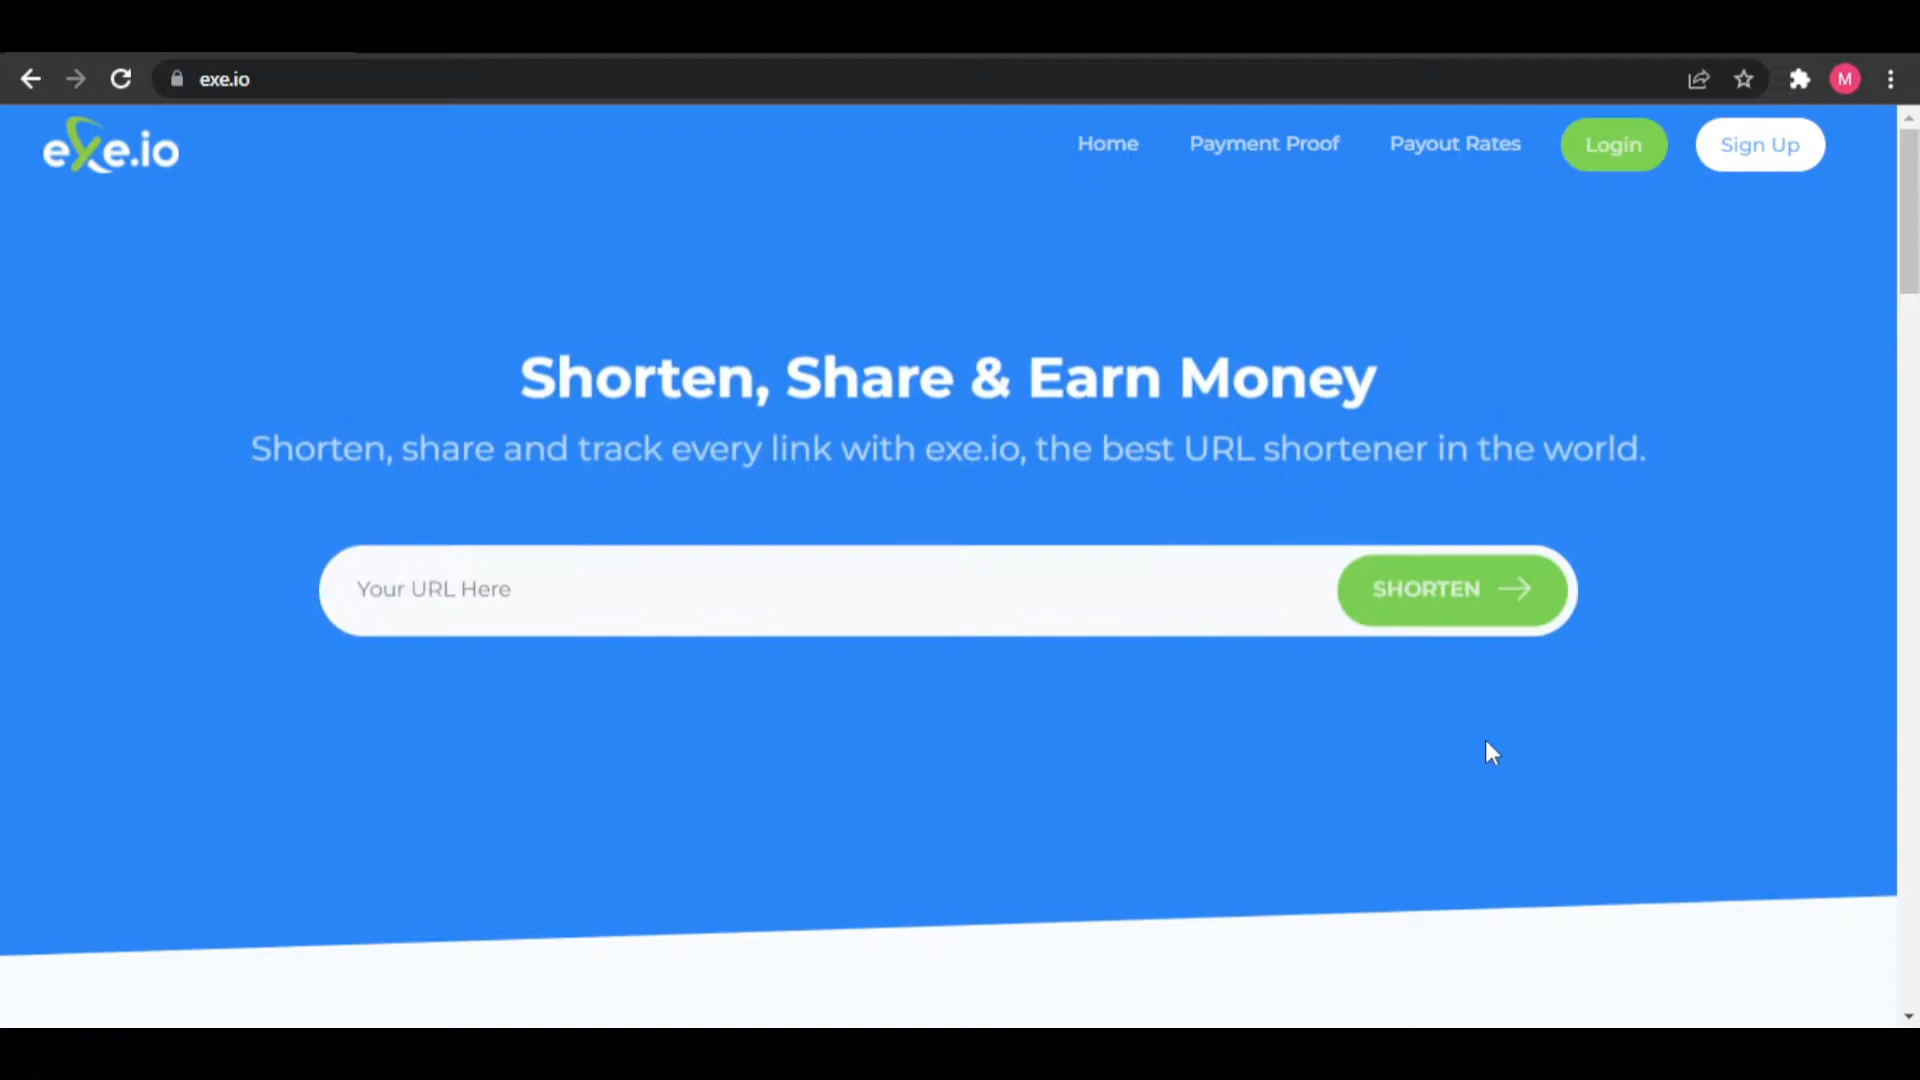 exe.io
M
exe.io
Home
Payment Proof
Payout Rates
Login
Sign Up
Shorten, Share & Earn Money
Shorten, share and track every link with exe.io, the best URL shortener in the world.
Your URL Here
SHORTEN